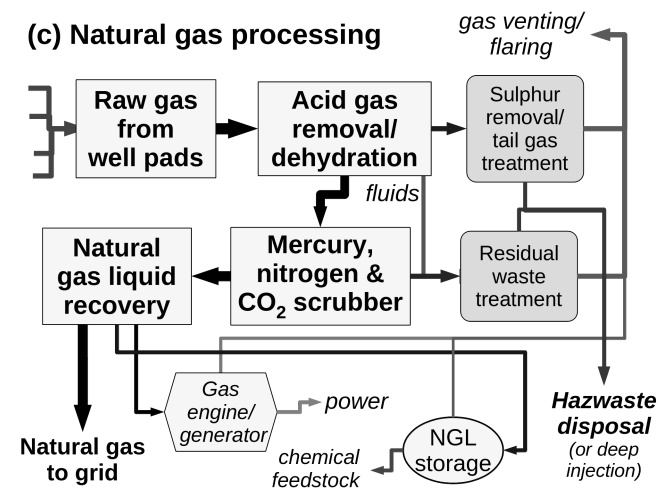 (c) Natural gas processing
gas venting/
flaring
Raw gas
from
well pads
Acid gas
removal/
dehydration
Sulphur
removal/
tail gas
treatment
fluids
Natural
gas liquid
recovery
Mercury,
nitrogen &
CO2 scrubber
Residual
waste
treatment
Gas
engine/
generator
power
Natural gas
to grid
chemical
feedstock
NGL
storage
Hazwaste
disposal
(or deep
injection)